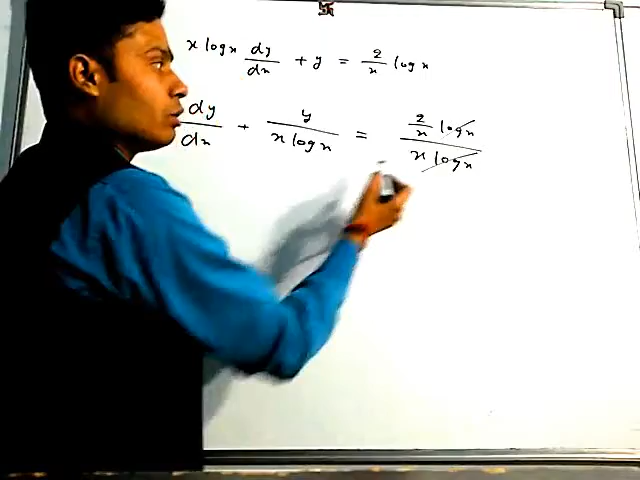 x log x dy/dx + y = 2/x log x
dy/dx + y/(x log x) = (2/x log x)/(x log x)